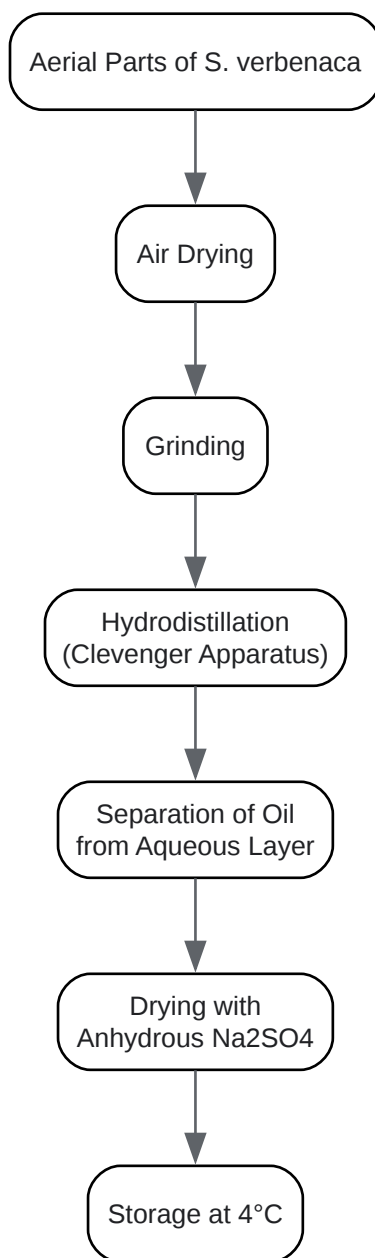 Aerial Parts of S. verbenaca
Air Drying
Grinding
Hydrodistillation
(Clevenger Apparatus)
Separation of Oil
from Aqueous Layer
Drying with
Anhydrous Na2SO4
Storage at 4°C